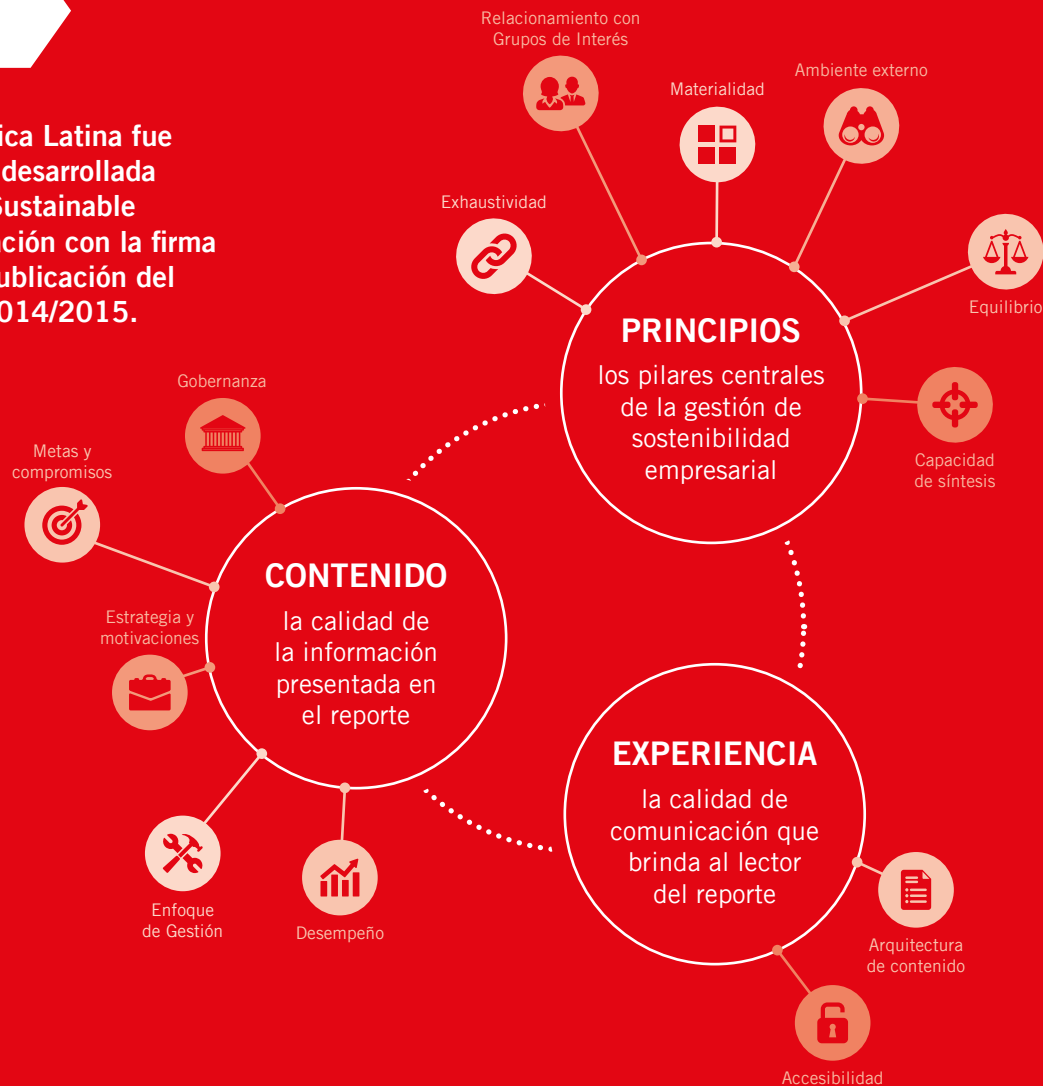 ica Latina fue
desarrollada
Sustainable
ación con la firma
ublicación del
014/2015.
Relacionamiento con
Grupos de Interés
Materialidad
Ambiente externo
Exhaustividad
Equilibrio
Capacidad
de síntesis
PRINCIPIOS
los pilares centrales
de la gestión de
sostenibilidad
empresarial
Gobernanza
Metas y
compromisos
Estrategia y
motivaciones
CONTENIDO
la calidad de
la información
presentada en
el reporte
Enfoque
de Gestión
Desempeño
EXPERIENCIA
la calidad de
comunicación que
brinda al lector
del reporte
Arquitectura
de contenido
Accesibilidad